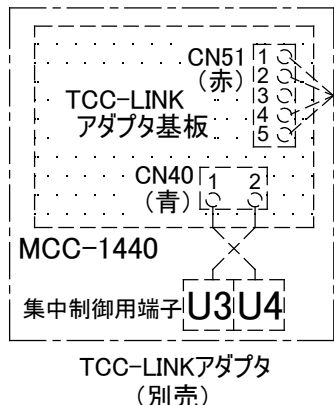 CN51
(赤)
1
2
3
4
5
TCC-LINK
アダプタ基板
CN40
(青)
1 2
MCC-1440
集中制御用端子 U3 U4
TCC-LINKアダプタ
(別売)